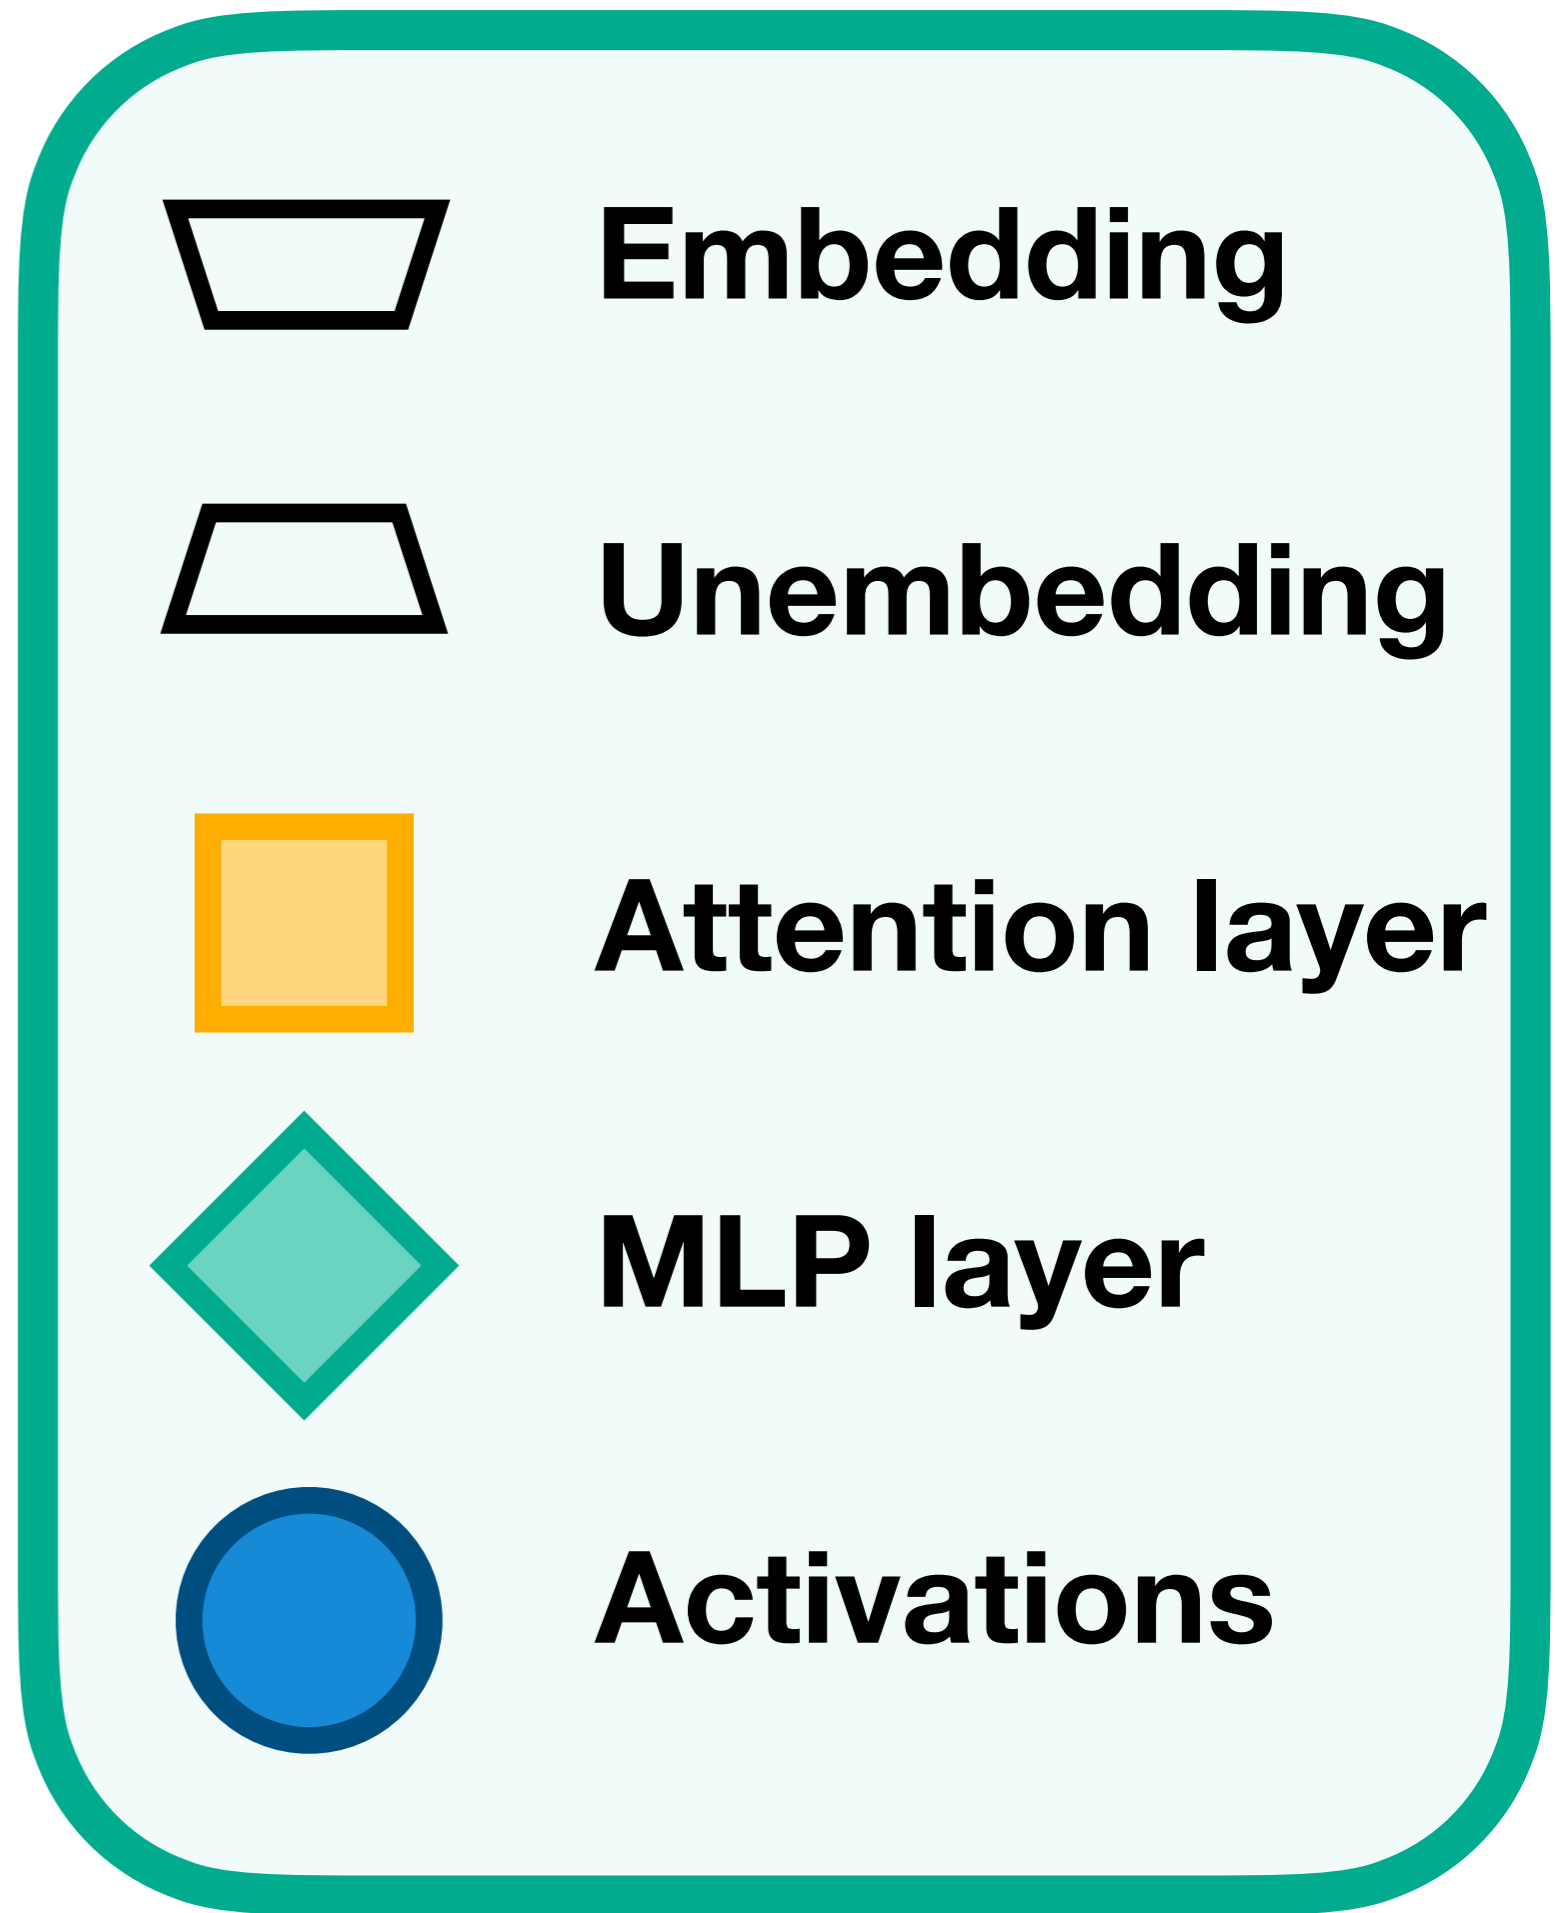 Embedding
Unembedding
Attention layer
MLP layer
Activations